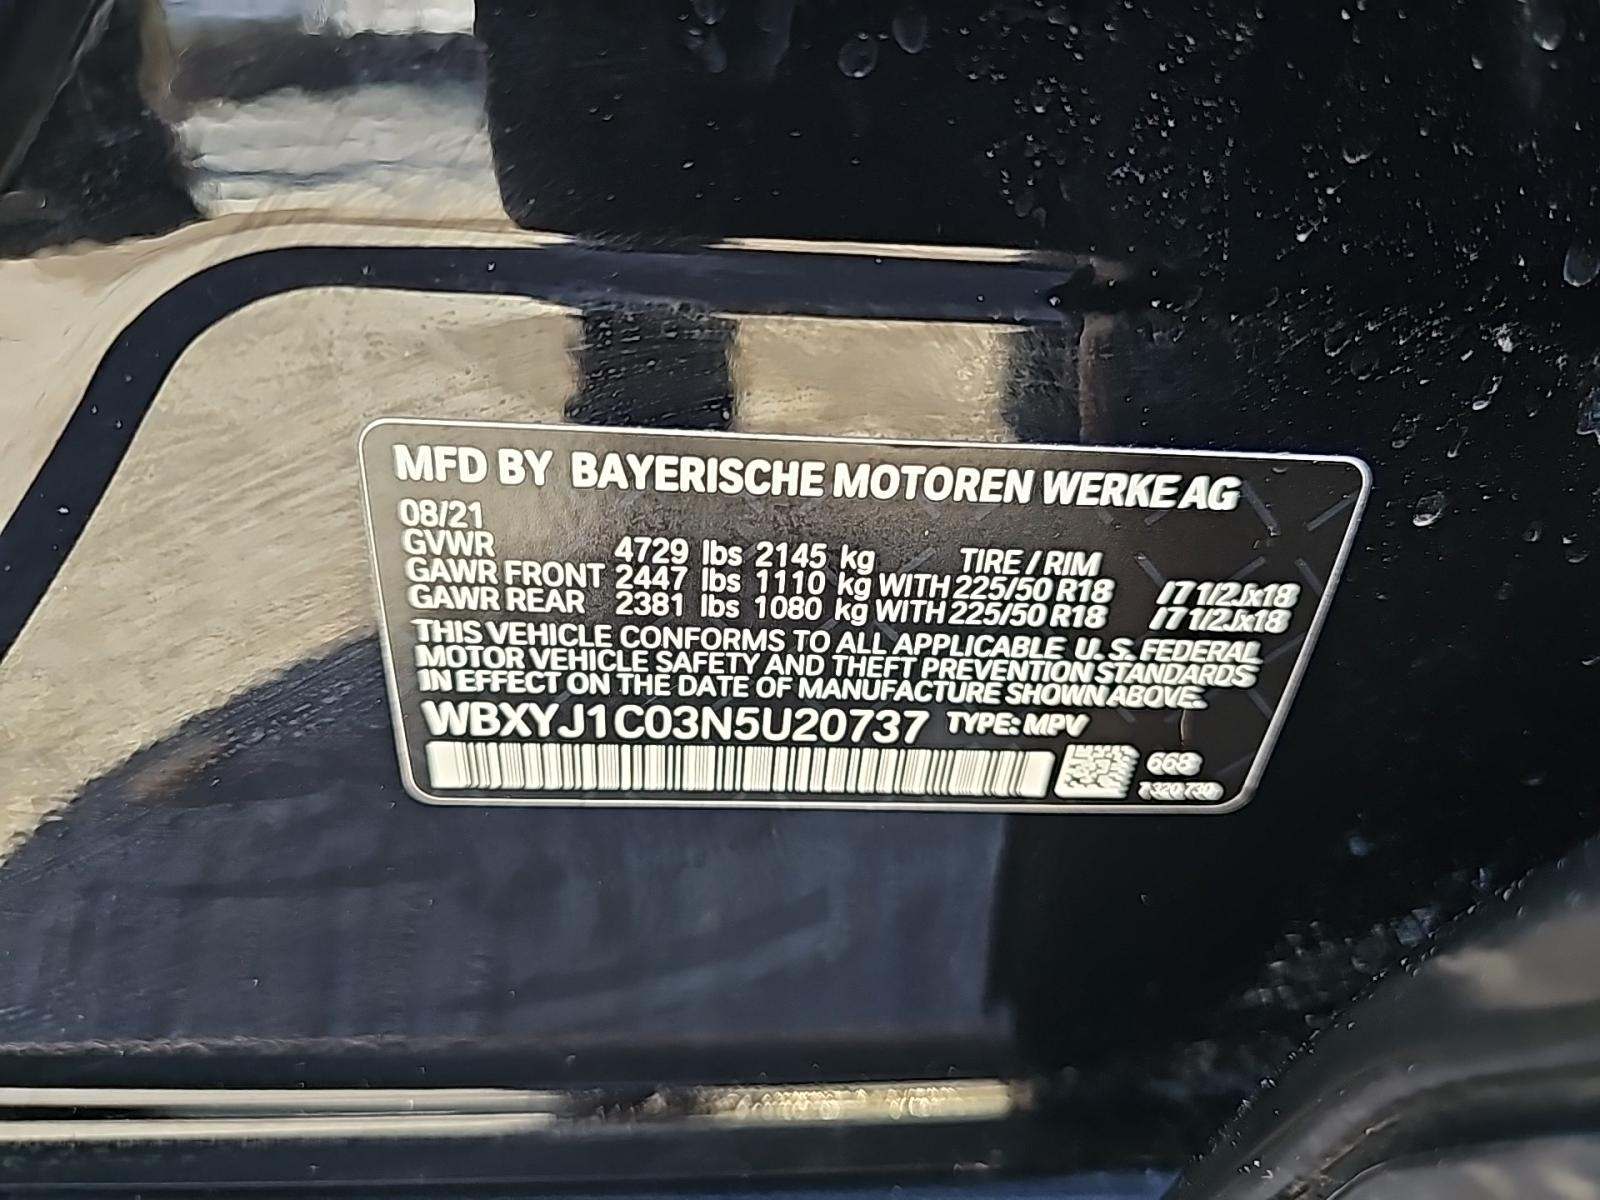 MFD BY BAYERISCHE MOTOREN WERKE AG
08/21
GVWR 4729 lbs 2145 kg TIRE / RIM
GAWR FRONT 2447 lbs 1110 kg WITH 225/50 R18 /7 1/2Jx18
GAWR REAR 2381 lbs 1080 kg WITH 225/50 R18 /7 1/2Jx18
THIS VEHICLE CONFORMS TO ALL APPLICABLE U. S. FEDERAL
MOTOR VEHICLE SAFETY AND THEFT PREVENTION STANDARDS
IN EFFECT ON THE DATE OF MANUFACTURE SHOWN ABOVE.
WBXYJ1C03N5U20737 TYPE: MPV
668